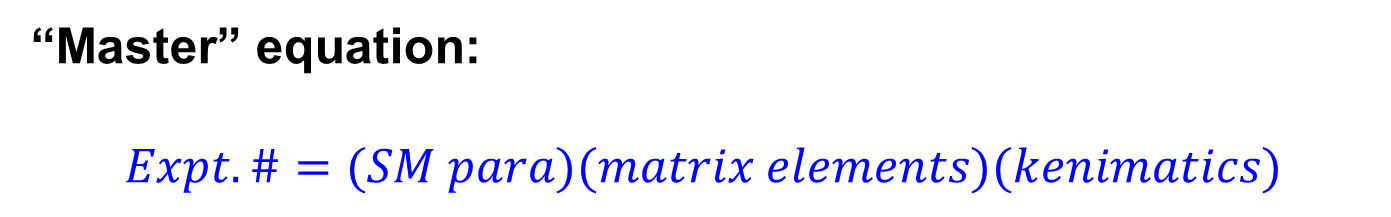 “Master” equation:
Expt. # = (SM para)(matrix elements)(kenimatics)